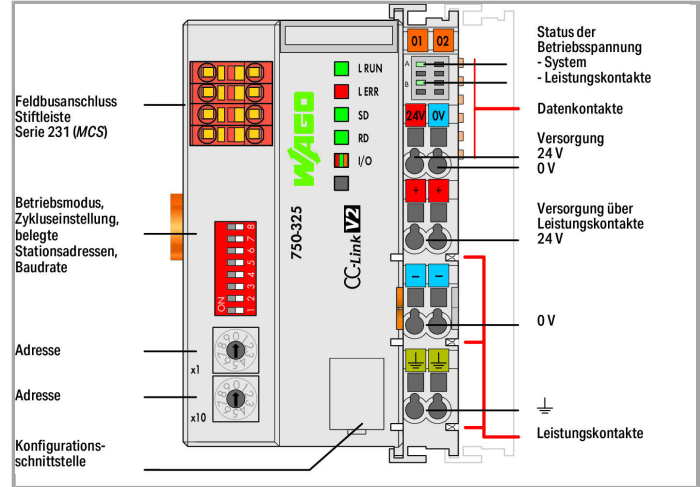 Feldbusanschluss
Stiftleiste
Serie 231 (MCS)
Betriebsmodus,
Zykluseinstellung,
belegte
Stationsadressen,
Baudrate
Adresse
Adresse
Konfigurations-
schnittstelle
ON
1 2 3 4 5 6 7 8
x1
x10
WAGO
750-325
CC-Link V2
L RUN
L ERR
SD
RD
I/O
01 02
A
B
24V 0V
+ +
− −
Status der
Betriebsspannung
- System
- Leistungskontakte
Datenkontakte
Versorgung
24 V
0 V
Versorgung über
Leistungskontakte
24 V
0 V
Leistungskontakte